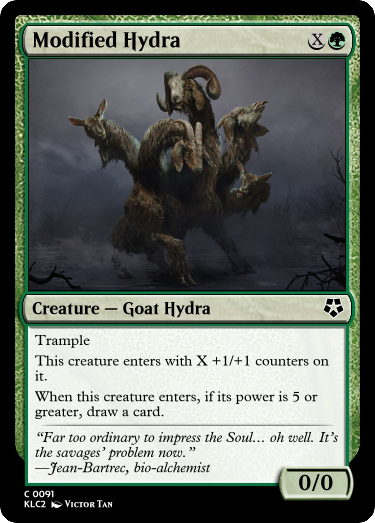 Modified Hydra X
Creature — Goat Hydra
Trample
This creature enters with X +1/+1 counters on
it.
When this creature enters, if its power is 5 or
greater, draw a card.
“Far too ordinary to impress the Soul… oh well. It’s
the savages’ problem now.”
—Jean-Bartrec, bio-alchemist
0/0
C 0091
KLC2 Victor Tan